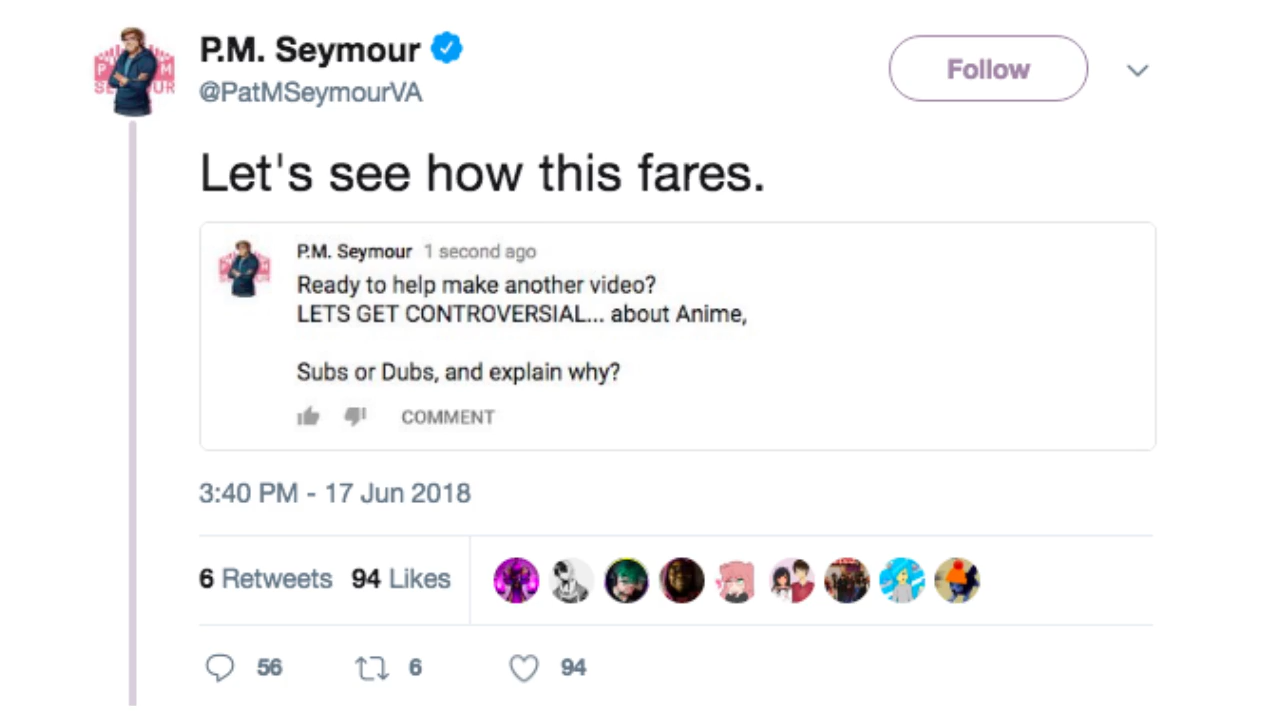 P.M. Seymour
@PatMSeymourVA
Follow
Let's see how this fares.
P.M. Seymour 1 second ago
Ready to help make another video?
LETS GET CONTROVERSIAL... about Anime,
Subs or Dubs, and explain why?
COMMENT
3:40 PM - 17 Jun 2018
6 Retweets 94 Likes
56 6 94